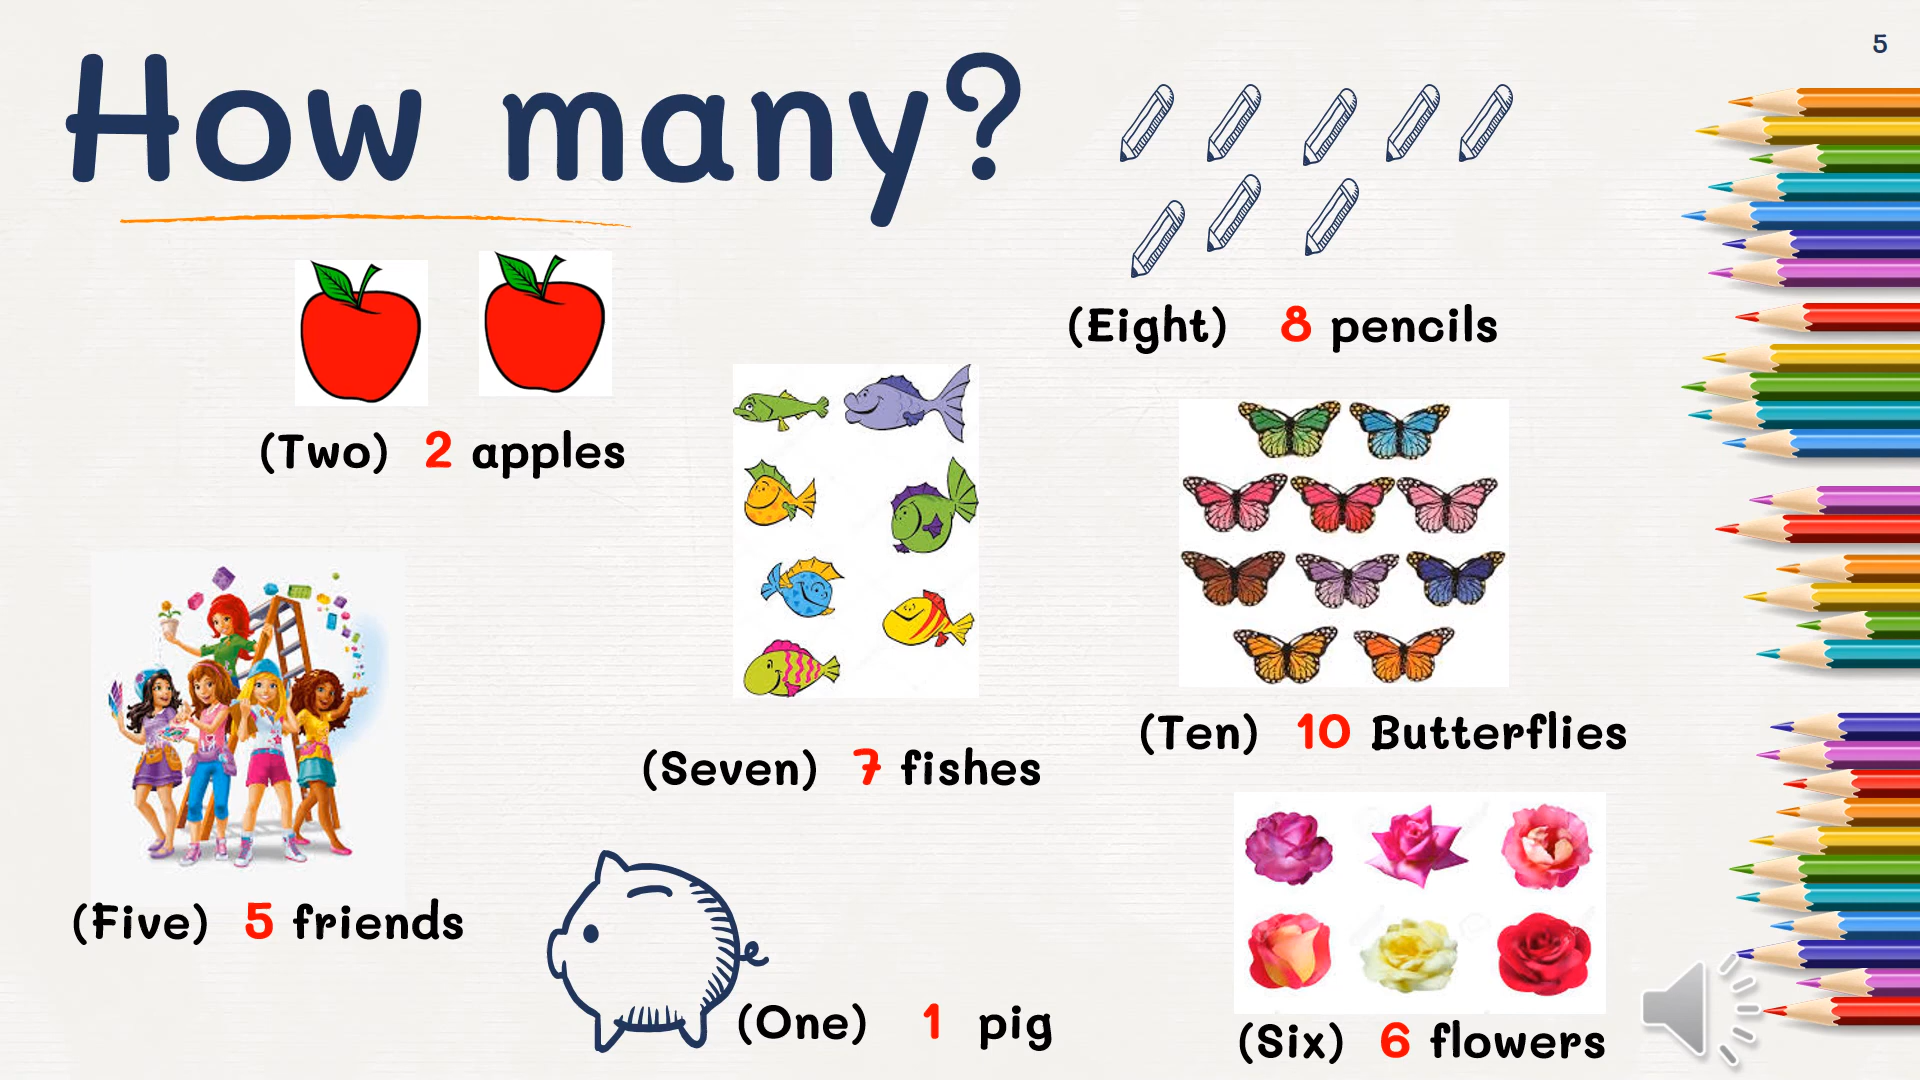 5
How many?
(Eight) 8 pencils
(Two) 2 apples
(Ten) 10 Butterflies
(Seven) 7 fishes
(Five) 5 friends
(One) 1 pig
(Six) 6 flowers